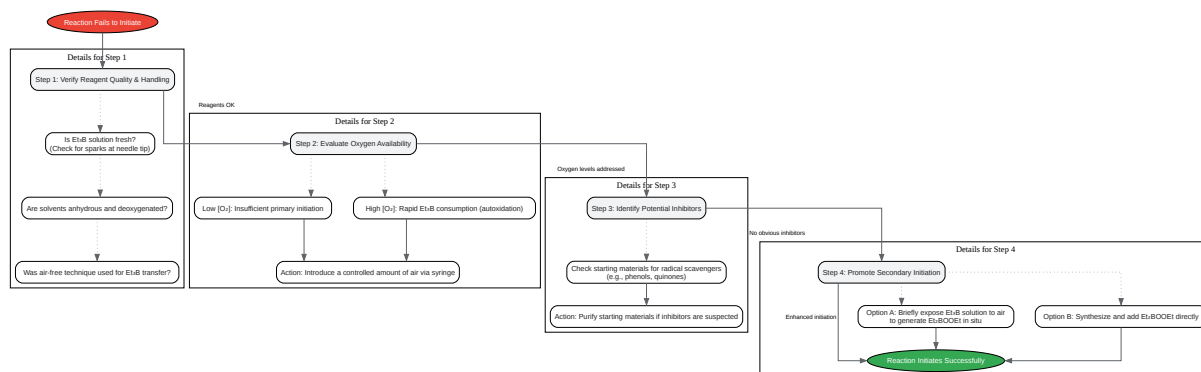 Reaction Fails to Initiate
Details for Step 1
Step 1: Verify Reagent Quality & Handling
Is Et₃B solution fresh?
(Check for sparks at needle tip)
Are solvents anhydrous and deoxygenated?
Was air-free technique used for Et₃B transfer?
Reagents OK
Details for Step 2
Step 2: Evaluate Oxygen Availability
Low [O₂]: Insufficient primary initiation
High [O₂]: Rapid Et₃B consumption (autoxidation)
Action: Introduce a controlled amount of air via syringe
Oxygen levels addressed
Details for Step 3
Step 3: Identify Potential Inhibitors
Check starting materials for radical scavengers
(e.g., phenols, quinones)
Action: Purify starting materials if inhibitors are suspected
No obvious inhibitors
Details for Step 4
Step 4: Promote Secondary Initiation
Enhanced initiation
Option A: Briefly expose Et₃B solution to air
to generate Et₂BOOEt in situ
Option B: Synthesize and add Et₂BOOEt directly
Reaction Initiates Successfully